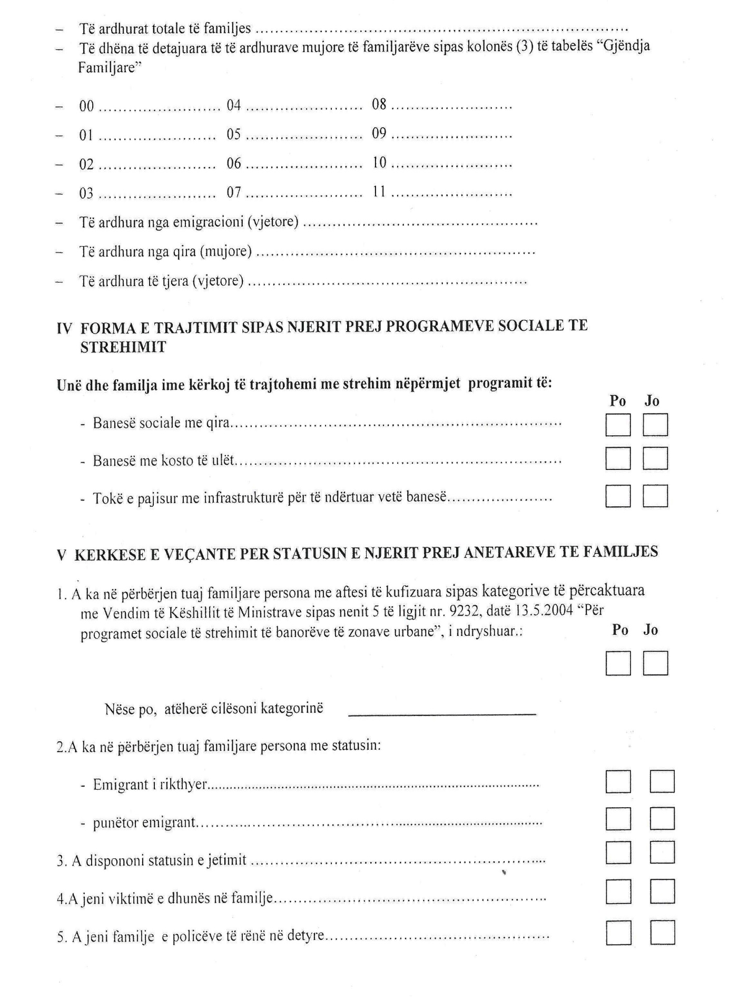 – Të ardhurat totale të familjes ................................................................................
– Të dhëna të detajuara të të ardhurave mujore të familjarëve sipas kolonës (3) të tabelës “Gjëndja
Familjare”
– 00 ......................... 04 ........................ 08 .........................
– 01 ........................ 05 ........................ 09 .........................
– 02 ........................ 06 ........................ 10 .........................
– 03 ........................ 07 ........................ 11 .........................
– Të ardhura nga emigracioni (vjetore) ................................................
– Të ardhura nga qira (mujore) .........................................................
– Të ardhura të tjera (vjetore) .........................................................
IV FORMA E TRAJTIMIT SIPAS NJERIT PREJ PROGRAMEVE SOCIALE TE
STREHIMIT
Unë dhe familja ime kërkoj të trajtohemi me strehim nëpërmjet programit të:
Po Jo
- Banesë sociale me qira....................................................................
- Banesë me kosto të ulët...................................................................
- Tokë e pajisur me infrastrukturë për të ndërtuar vetë banesë......................
V KERKESE E VEÇANTE PER STATUSIN E NJERIT PREJ ANETAREVE TE FAMILJES
1. A ka në përbërjen tuaj familjare persona me aftesi të kufizuara sipas kategorive të përcaktuara
me Vendim të Këshillit të Ministrave sipas nenit 5 të ligjit nr. 9232, datë 13.5.2004 “Për
programet sociale të strehimit të banorëve të zonave urbane”, i ndryshuar.: Po Jo
Nëse po, atëherë cilësoni kategorinë ____________________
2.A ka në përbërjen tuaj familjare persona me statusin:
- Emigrant i rikthyer..........................................................................................
- punëtor emigrant.............................................................................................
3. A disponi statusin e jetimit ............................................................
4.A jeni viktimë e dhunës në familje........................................................
5. A jeni familje e policëve të rënë në detyre..............................................